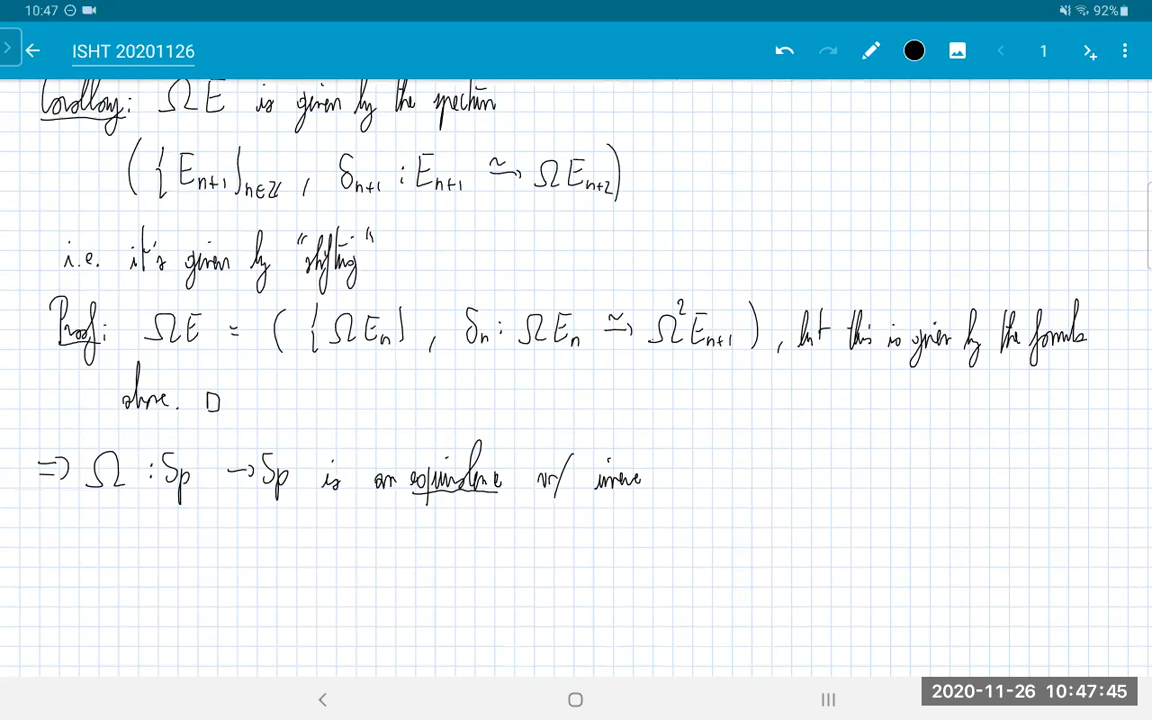 10:47 92%
ISHT 20201126 1
Corollary: ΩE is given by the spectrum
({E_{n+1}}_{n∈ℤ}, δ_{n+1} : E_{n+1} ⥲ ΩE_{n+2})
i.e. it's given by "shifting"
Proof: ΩE = ({ΩE_n}, δ_n : ΩE_n ⥲ Ω²E_{n+1}), but this is given by the formula
above. □
=> Ω : Sp → Sp is an equivalence w/ inverse
2020-11-26 10:47:45